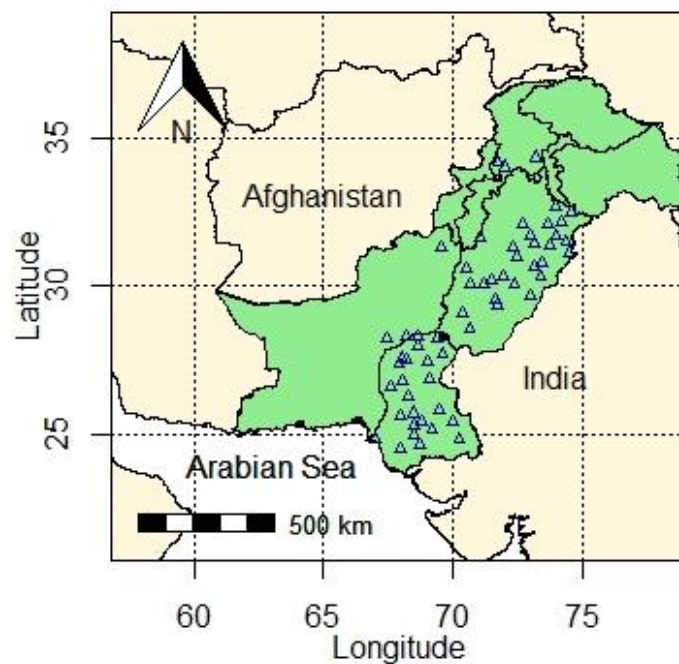 N
35
Afghanistan
Latitude
30
India
25
Arabian Sea
500 km
60 65 70 75
Longitude